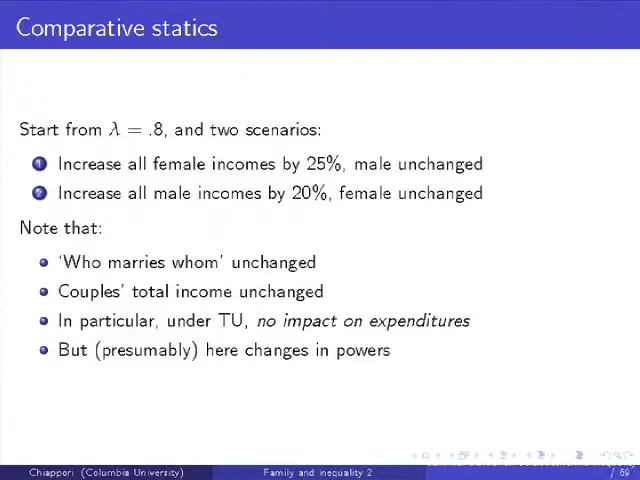 Comparative statics
Start from λ = .8, and two scenarios:
1 Increase all female incomes by 25%, male unchanged
2 Increase all male incomes by 20%, female unchanged
Note that:
‘Who marries whom’ unchanged
Couples’ total income unchanged
In particular, under TU, no impact on expenditures
But (presumably) here changes in powers
Chiappori (Columbia University) Family and inequality 2 / 69